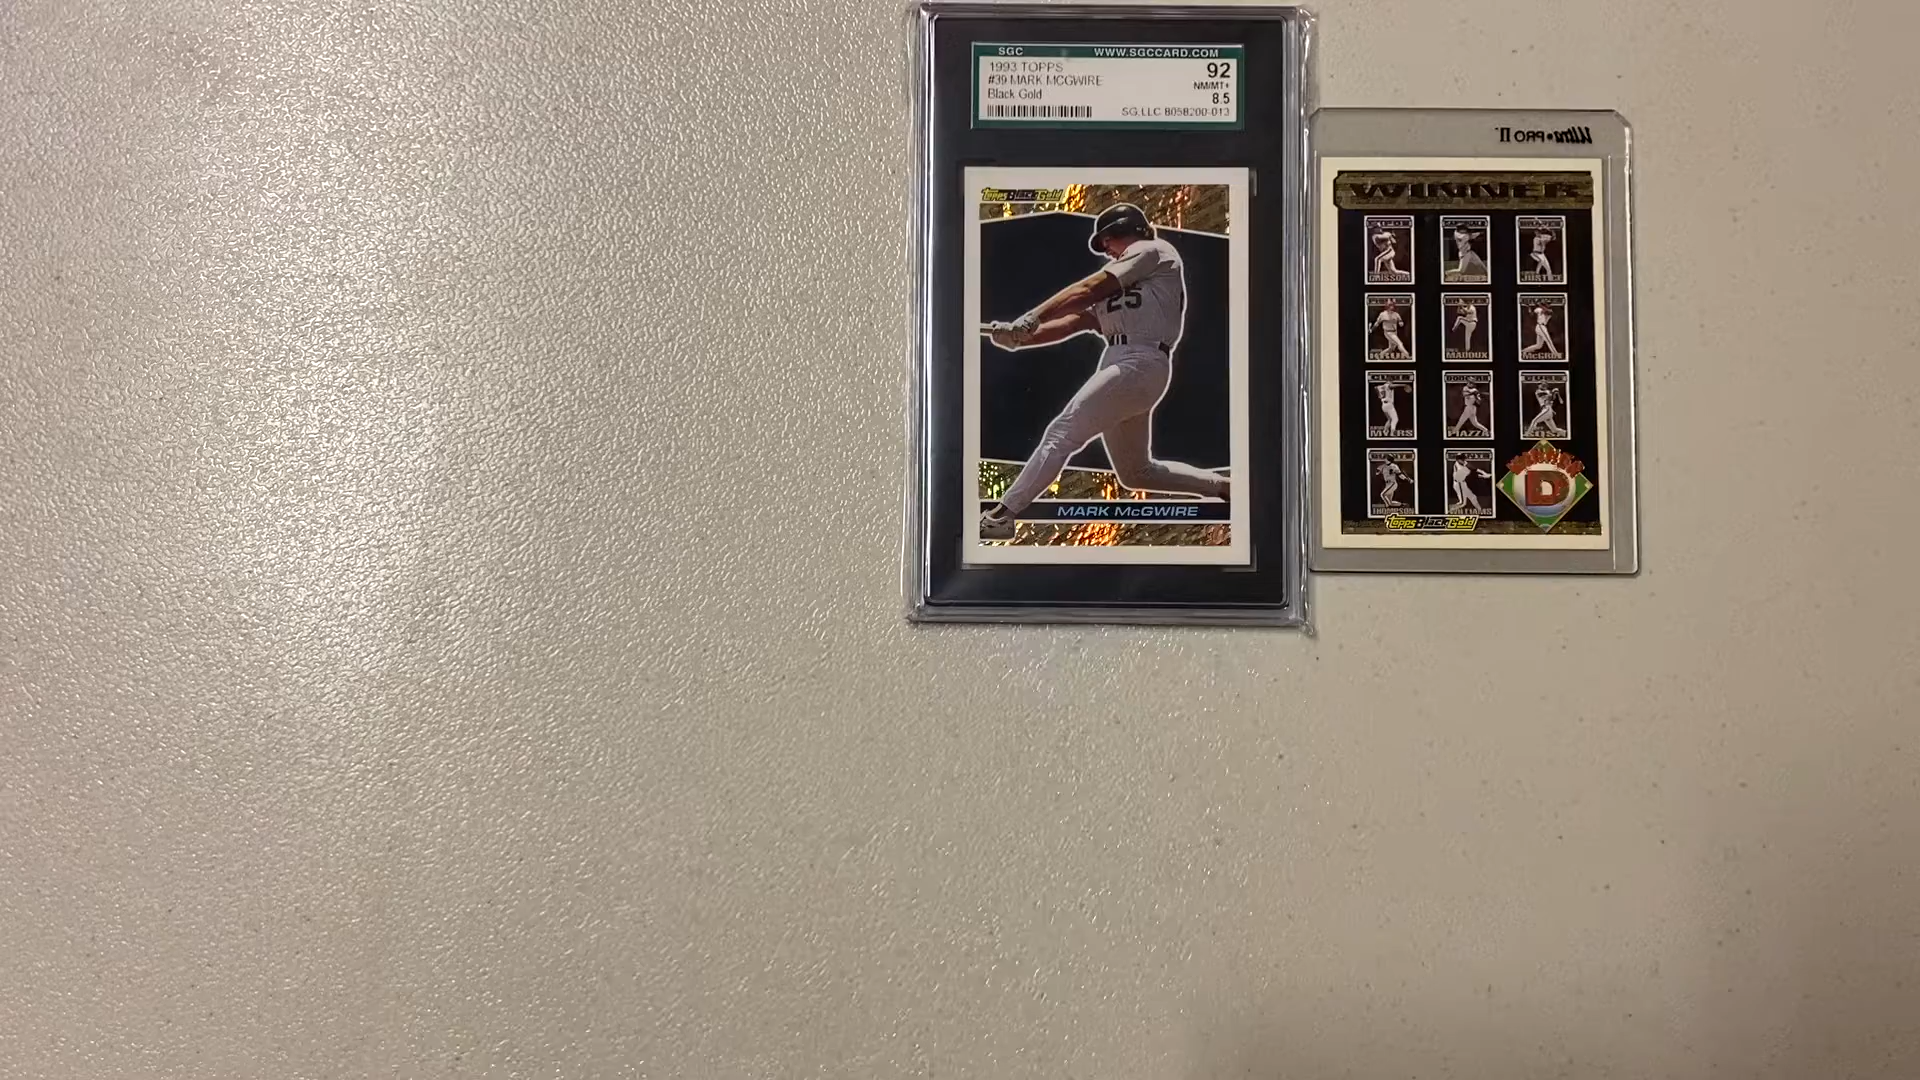 SGC WWW.SGCCARD.COM
1993 TOPPS 92
#39 MARK MCGWIRE NM/MT+
Black Gold 8.5
SG,LLC 8058200-013
Topps Black Gold
25
MARK McGWIRE
Ultra•PRO II
WINNER
GRISSOM JUSTICE
KRUK MADDUX McGRIFF
MYERS PIAZZA
THOMPSON WILLIAMS
D
Topps Black Gold